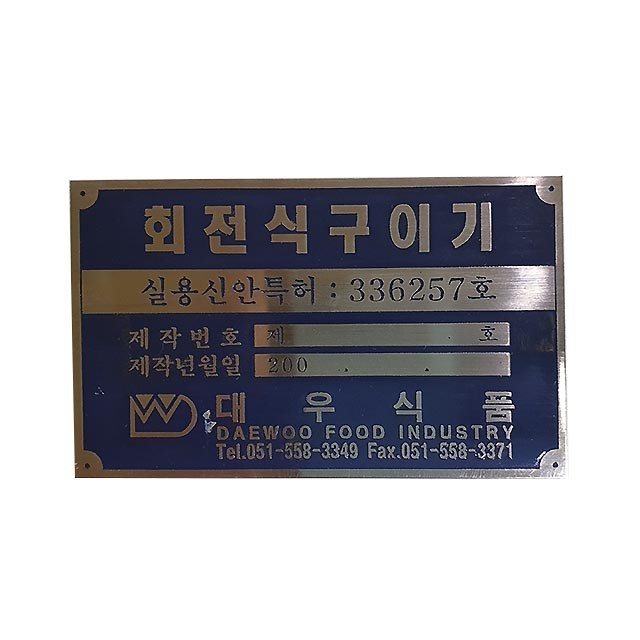 회전식구이기
실용신안특허 : 336257호
제작번호 제 호
제작년월일 200 . . .
대우식품
DAEWOO FOOD INDUSTRY
Tel.051-558-3349 Fax.051-558-3371